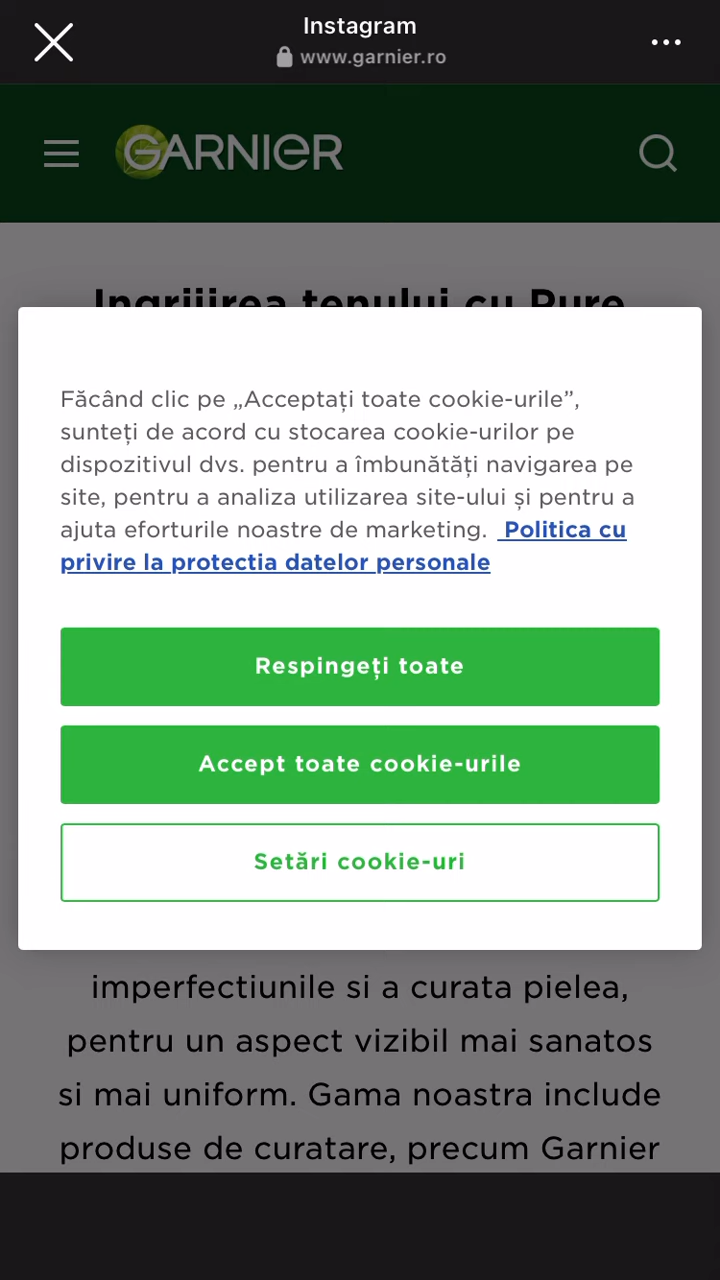 Instagram
www.garnier.ro
GARNIER
Ingrijirea tenului cu Pure
Făcând clic pe „Acceptați toate cookie-urile”,
sunteți de acord cu stocarea cookie-urilor pe
dispozitivul dvs. pentru a îmbunătăți navigarea pe
site, pentru a analiza utilizarea site-ului și pentru a
ajuta eforturile noastre de marketing. Politica cu
privire la protectia datelor personale
Respingeți toate
Accept toate cookie-urile
Setări cookie-uri
imperfectiunile si a curata pielea,
pentru un aspect vizibil mai sanatos
si mai uniform. Gama noastra include
produse de curatare, precum Garnier